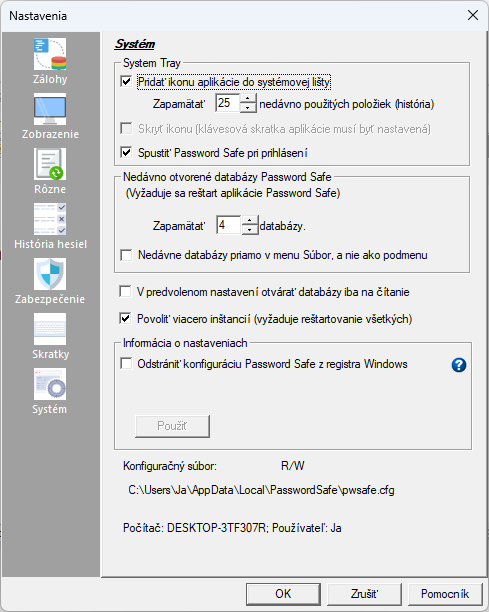 Nastavenia
Zálohy
Zobrazenie
Rôzne
História hesiel
Zabezpečenie
Skratky
Systém
Systém
System Tray
Pridať ikonu aplikácie do systémovej lišty
Zapamätať 25 nedávno použitých položiek (história)
Skryť ikonu (klávesová skratka aplikácie musí byť nastavená)
Spustiť Password Safe pri prihlásení
Nedávno otvorené databázy Password Safe
(Vyžaduje sa reštart aplikácie Password Safe)
Zapamätať 4 databázy.
Nedávne databázy priamo v menu Súbor, a nie ako podmenu
V predvolenom nastavení otvárať databázy iba na čítanie
Povoliť viacero inštancií (vyžaduje reštartovanie všetkých)
Informácia o nastaveniach
Odstrániť konfiguráciu Password Safe z registra Windows
?
Použiť
Konfiguračný súbor: R/W
C:\Users\Ja\AppData\Local\PasswordSafe\pwsafe.cfg
Počítač: DESKTOP-3TF307R; Používateľ: Ja
OK Zrušiť Pomocník